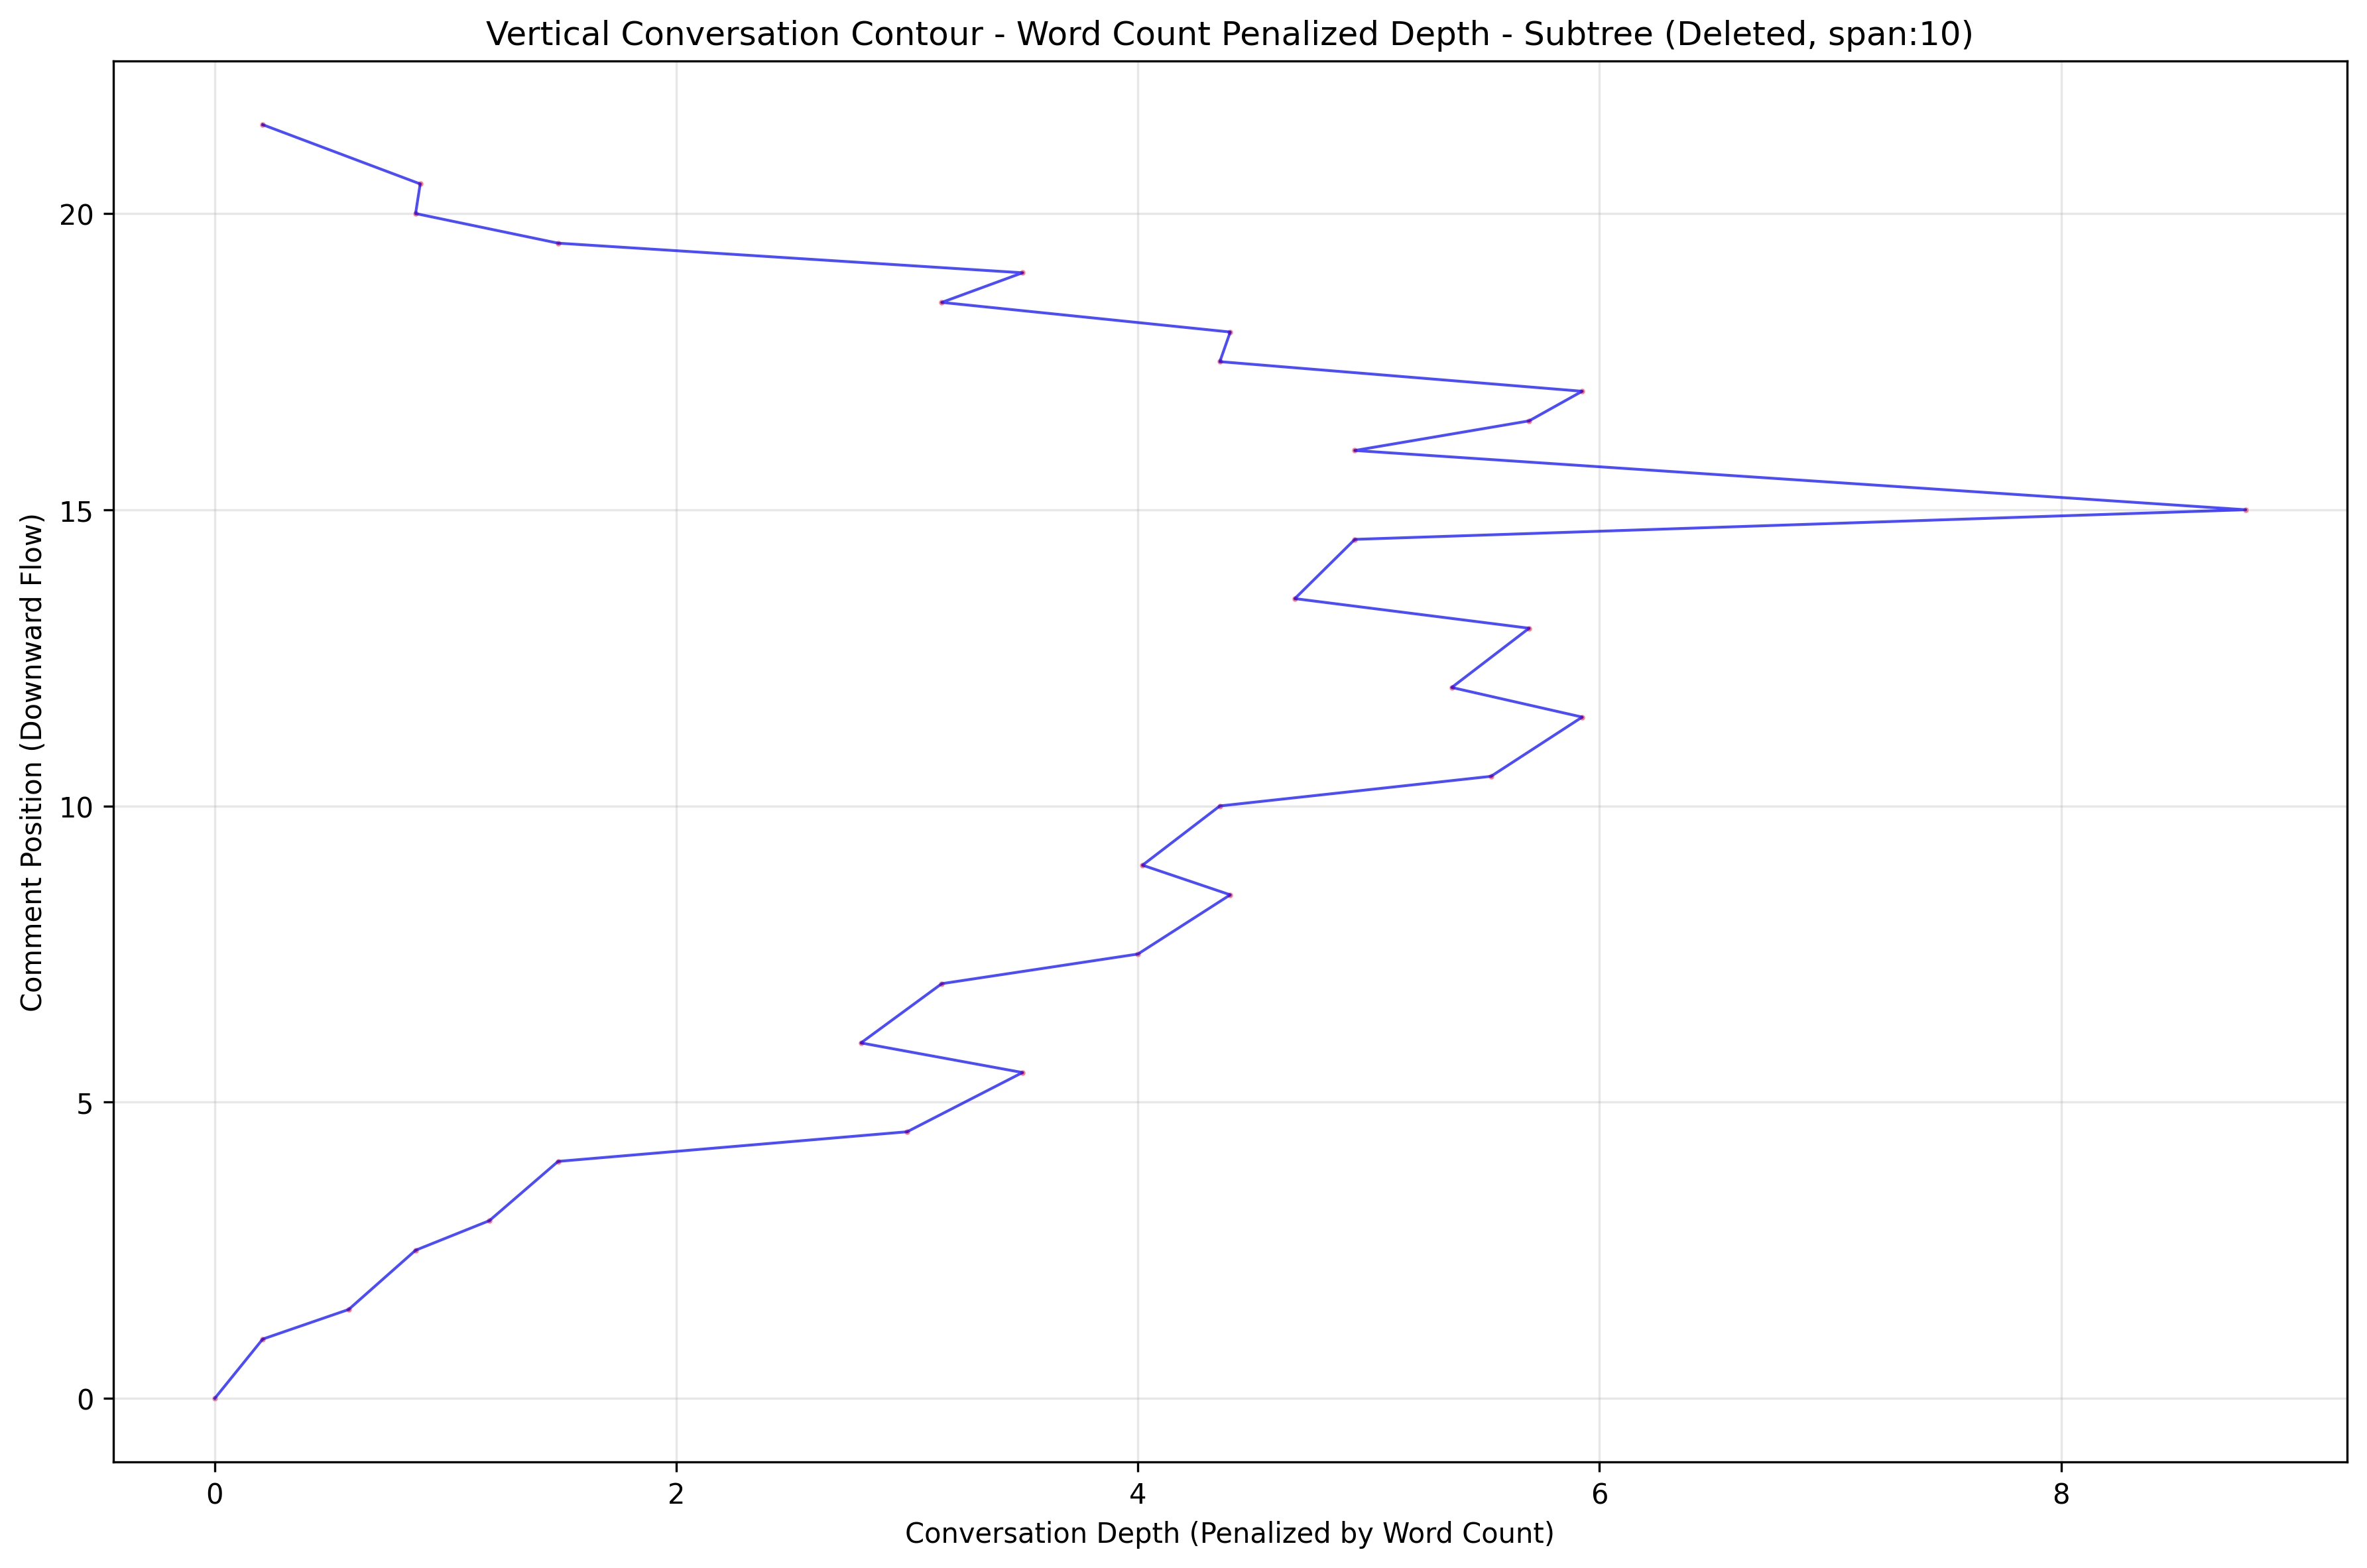 Vertical Conversation Contour - Word Count Penalized Depth - Subtree (Deleted, span:10)
Comment Position (Downward Flow)
20
15
10
5
0
0 2 4 6 8
Conversation Depth (Penalized by Word Count)